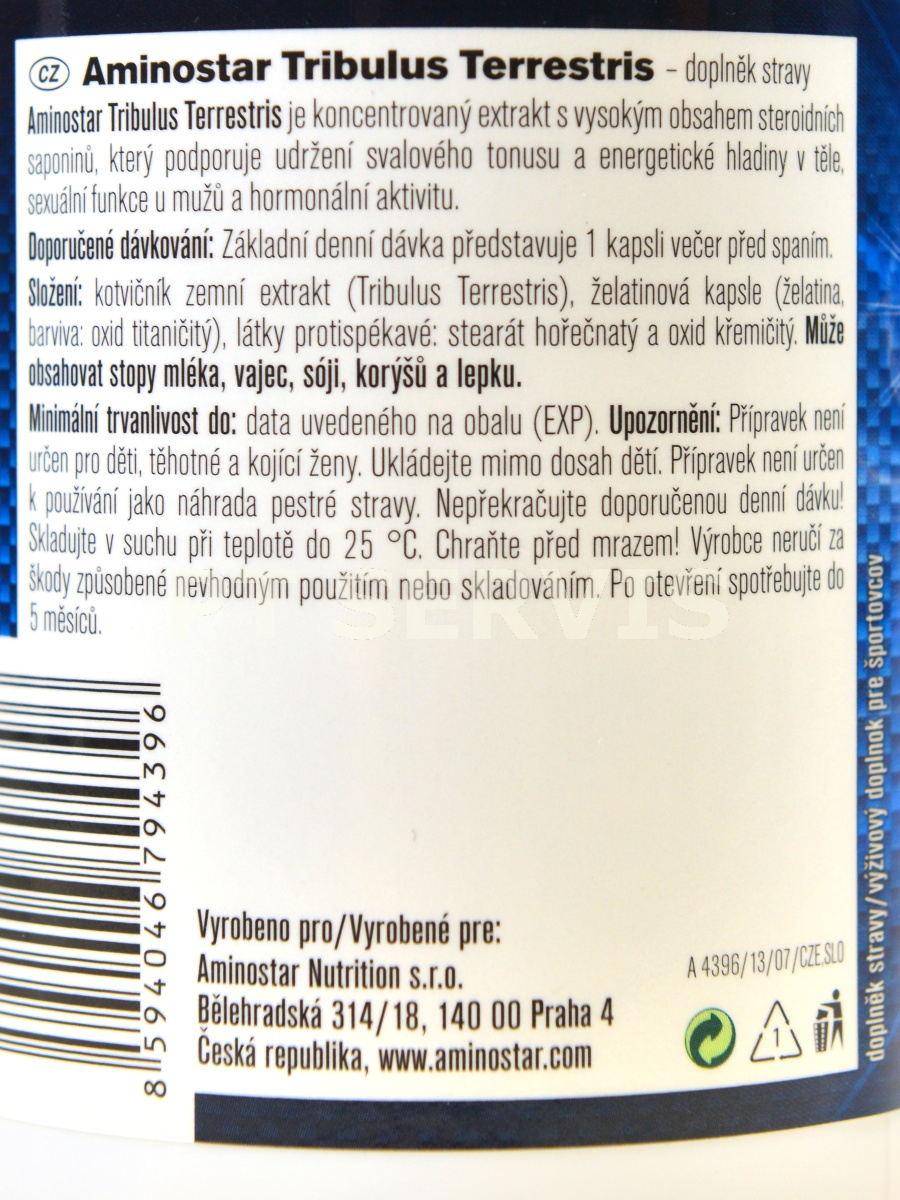 CZ Aminostar Tribulus Terrestris – doplněk stravy
Aminostar Tribulus Terrestris je koncentrovaný extrakt s vysokým obsahem steroidních
saponinů, který podporuje udržení svalového tonusu a energetické hladiny v těle,
sexuální funkce u mužů a hormonální aktivitu.
Doporučené dávkování: Základní denní dávka představuje 1 kapsli večer před spaním.
Složení: kotvičník zemní extrakt (Tribulus Terrestris), želatinová kapsle (želatina,
barviva: oxid titaničitý), látky protispékavé: stearát hořečnatý a oxid křemičitý. Může
obsahovat stopy mléka, vajec, sóji, korýšů a lepku.
Minimální trvanlivost do: data uvedeného na obalu (EXP). Upozornění: Přípravek není
určen pro děti, těhotné a kojící ženy. Ukládejte mimo dosah dětí. Přípravek není určen
k používání jako náhrada pestré stravy. Nepřekračujte doporučenou denní dávku!
Skladujte v suchu při teplotě do 25 °C. Chraňte před mrazem! Výrobce neručí za
škody způsobené nevhodným použitím nebo skladováním. Po otevření spotřebujte do
5 měsíců.
PT SERVIS
8 594046 794396
Vyrobeno pro/Vyrobené pre:
Aminostar Nutrition s.r.o.
Bělehradská 314/18, 140 00 Praha 4
Česká republika, www.aminostar.com
A 4396/13/07/CZE.SLO
1
doplněk stravy/výživový doplnok pre športovcov